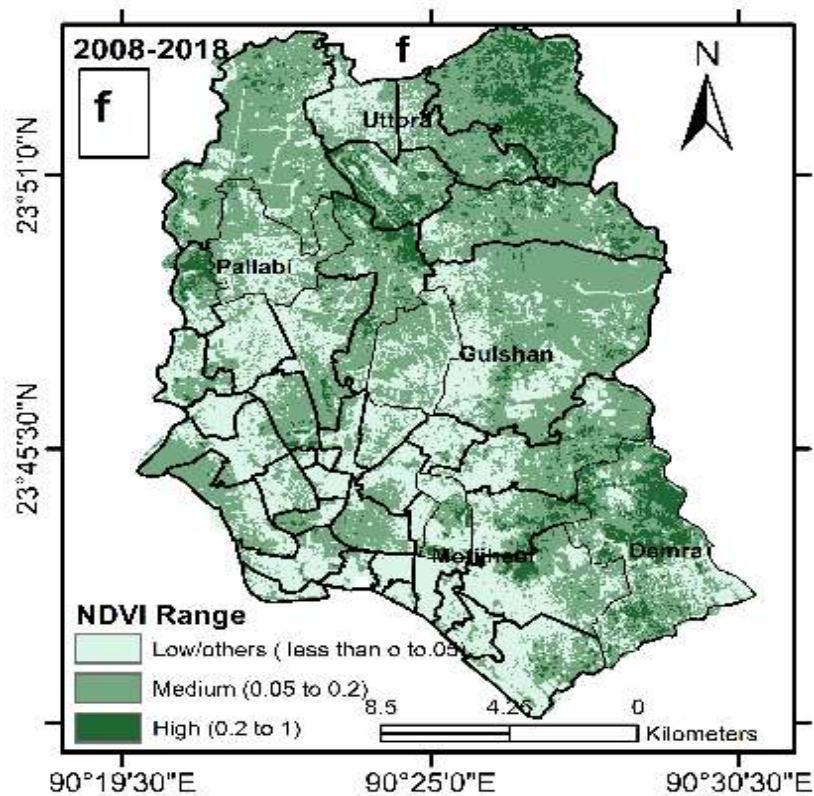 2008-2018
f
N
f
Uttora
23°51'0"N
Pallabi
Gulshan
23°45'30"N
Motijheel
Demra
NDVI Range
Low/others ( less than o to.05)
Medium (0.05 to 0.2)
High (0.2 to 1)
8.5 4.25 0
Kilometers
90°19'30"E 90°25'0"E 90°30'30"E